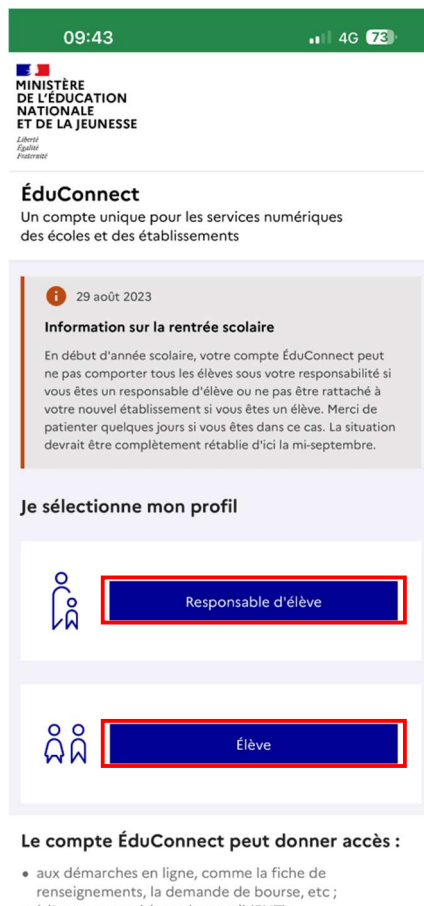 09:43
4G 73
MINISTÈRE
DE L'ÉDUCATION
NATIONALE
ET DE LA JEUNESSE
Liberté
Égalité
Fraternité
ÉduConnect
Un compte unique pour les services numériques
des écoles et des établissements
29 août 2023
Information sur la rentrée scolaire
En début d'année scolaire, votre compte ÉduConnect peut
ne pas comporter tous les élèves sous votre responsabilité si
vous êtes un responsable d'élève ou ne pas être rattaché à
votre nouvel établissement si vous êtes un élève. Merci de
patienter quelques jours si vous êtes dans ce cas. La situation
devrait être complètement rétablie d'ici la mi-septembre.
Je sélectionne mon profil
Responsable d'élève
Élève
Le compte ÉduConnect peut donner accès :
• aux démarches en ligne, comme la fiche de
renseignements, la demande de bourse, etc ;